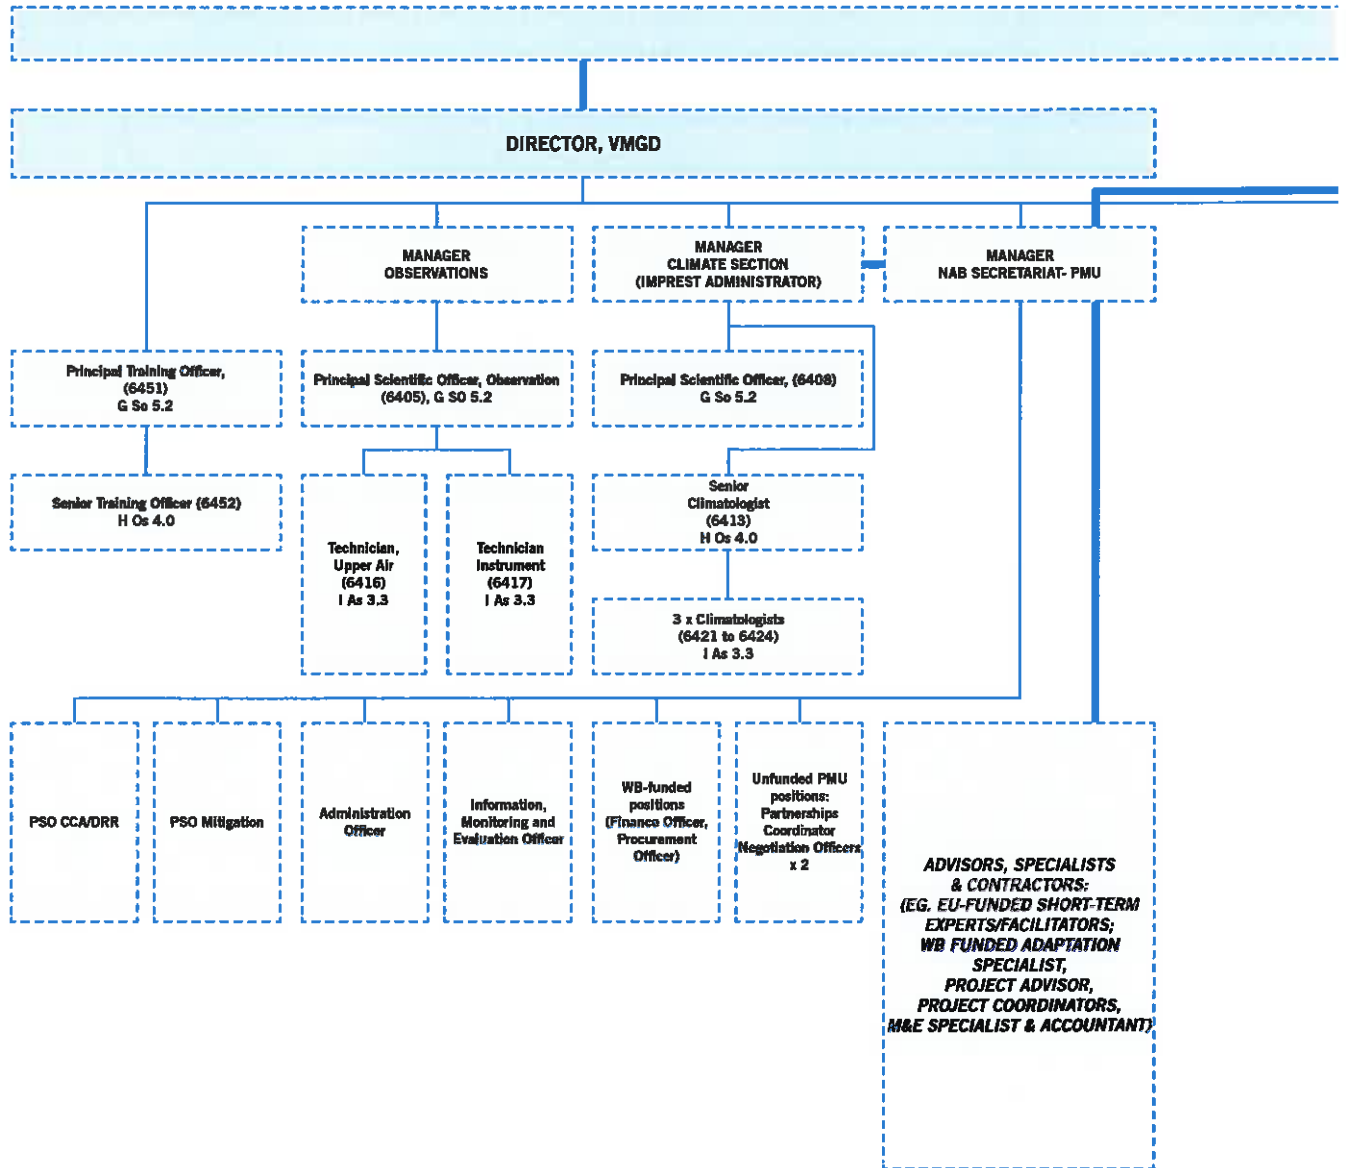 DIRECTOR, VMGD
MANAGER
OBSERVATIONS
MANAGER
CLIMATE SECTION
(IMPREST ADMINISTRATOR)
MANAGER
NAB SECRETARIAT- PMU
Principal Training Officer,
(6451)
G So 5.2
Principal Scientific Officer, Observation
(6405), G SO 5.2
Principal Scientific Officer, (6408)
G So 5.2
Senior Training Officer (6452)
H Os 4.0
Technician,
Upper Air
(6416)
I As 3.3
Technician
Instrument
(6417)
I As 3.3
Senior
Climatologist
(6413)
H Os 4.0
3 x Climatologists
(6421 to 6424)
I As 3.3
PSO CCA/DRR
PSO Mitigation
Administration
Officer
Information,
Monitoring and
Evaluation Officer
WB-funded
positions
(Finance Officer,
Procurement
Officer)
Unfunded PMU
positions:
Partnerships
Coordinator
Negotiation Officers
x 2
ADVISORS, SPECIALISTS
& CONTRACTORS:
(EG. EU-FUNDED SHORT-TERM
EXPERTS/FACILITATORS;
WB FUNDED ADAPTATION
SPECIALIST,
PROJECT ADVISOR,
PROJECT COORDINATORS,
M&E SPECIALIST & ACCOUNTANT)